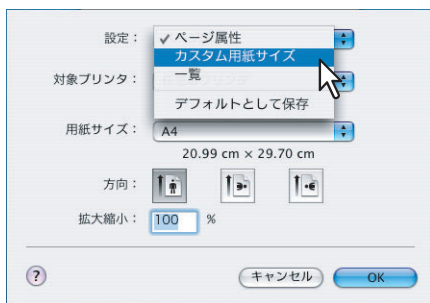 設定： ✓ ページ属性
カスタム用紙サイズ
対象プリンタ： 一覧
デフォルトとして保存
用紙サイズ： A4
20.99 cm × 29.70 cm
方向：
拡大縮小： 100 %
? キャンセル OK